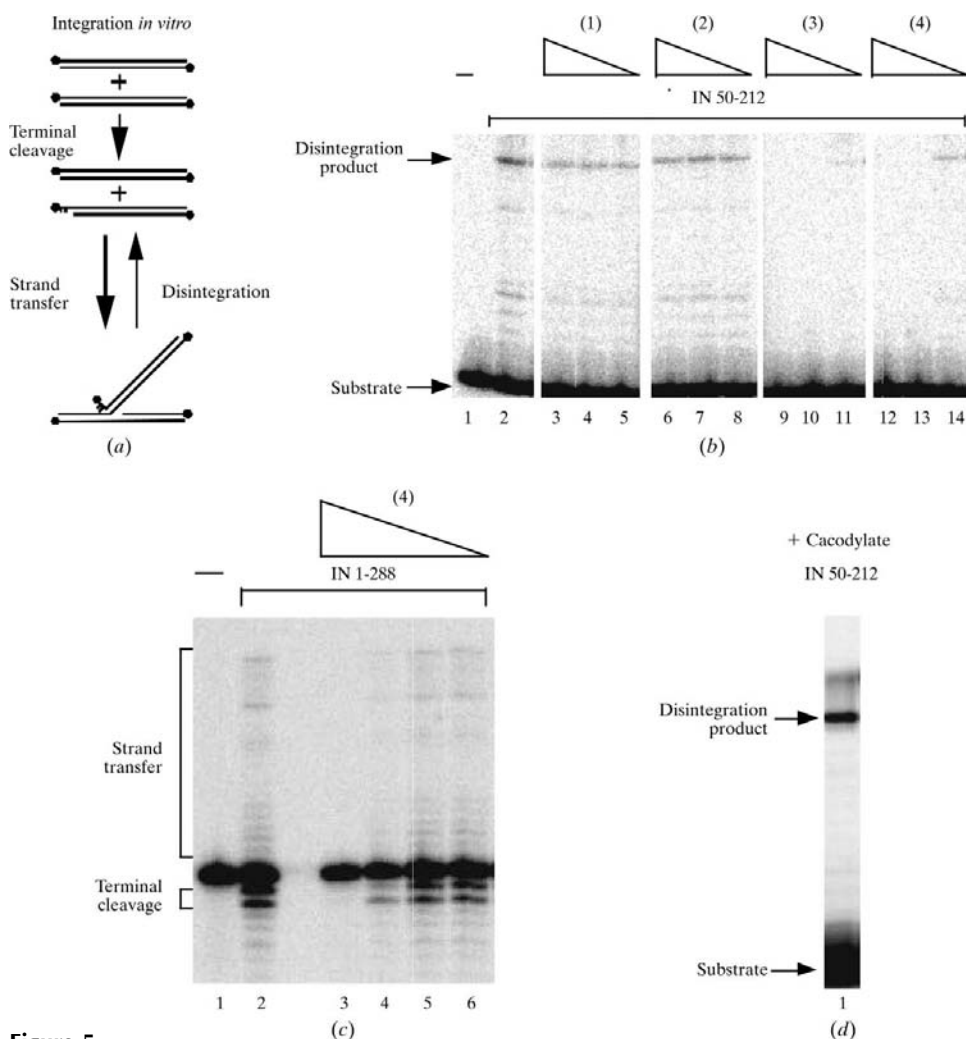 Integration in vitro
Terminal
cleavage
Strand
transfer
Disintegration
(a)
(1) (2) (3) (4)
IN 50-212
Disintegration
product
Substrate
1 2 3 4 5 6 7 8 9 10 11 12 13 14
(b)
(4)
IN 1-288
Strand
transfer
Terminal
cleavage
1 2 3 4 5 6
(c)
+ Cacodylate
IN 50-212
Disintegration
product
Substrate
1
(d)
Figure 5